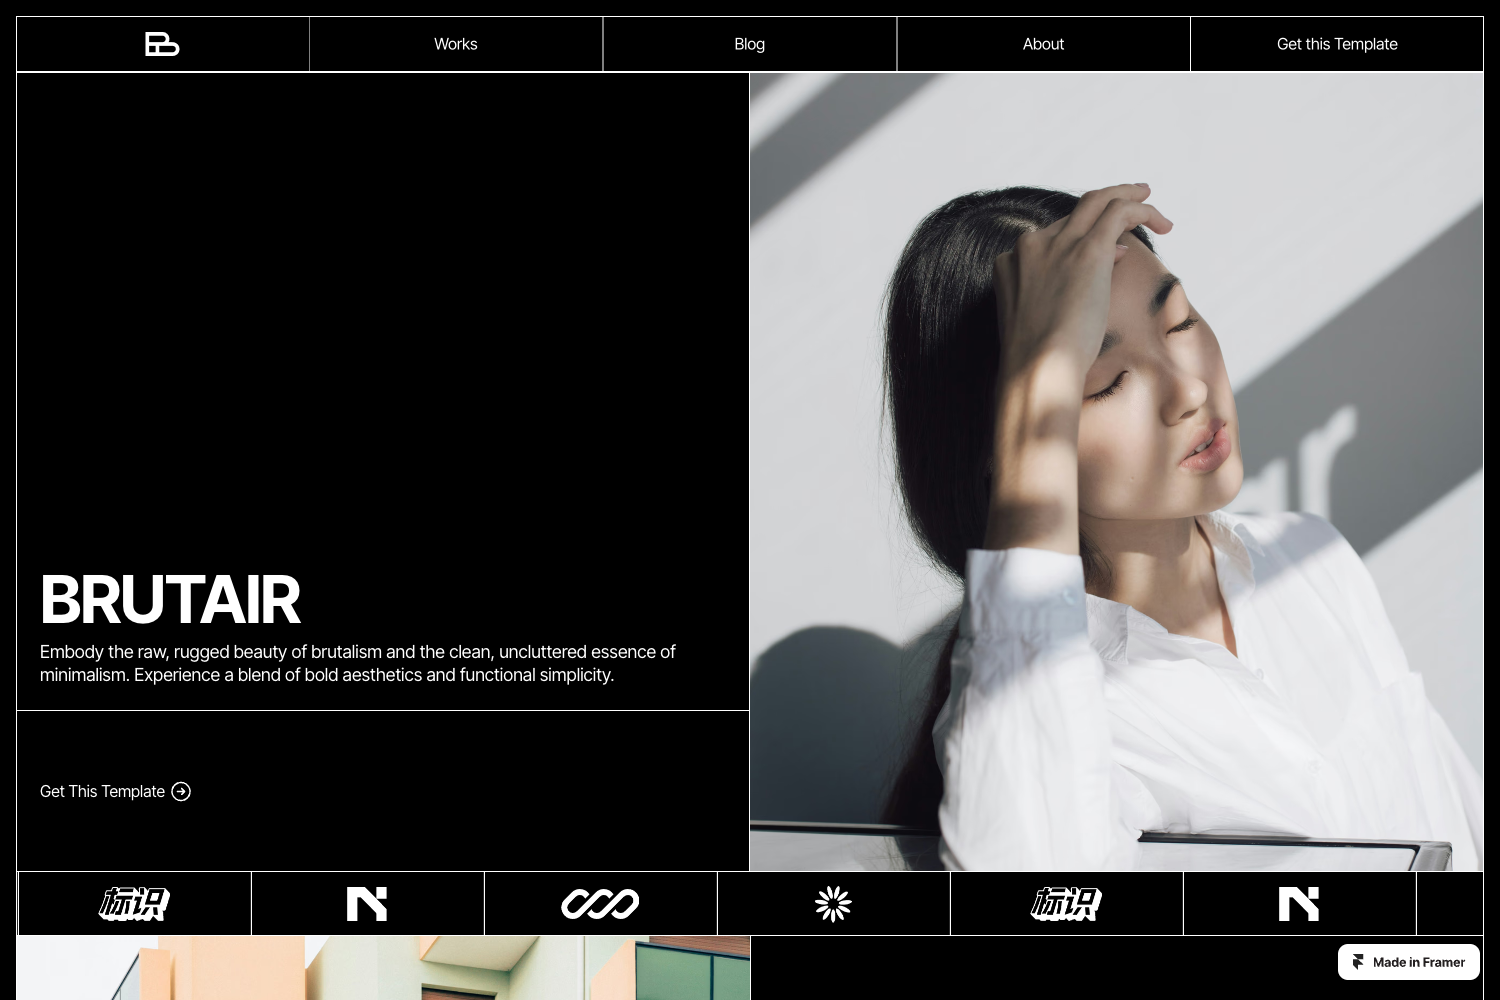 Works
Blog
About
Get this Template
BRUTAIR
Embody the raw, rugged beauty of brutalism and the clean, uncluttered essence of
minimalism. Experience a blend of bold aesthetics and functional simplicity.
Get This Template
标识
标识
Made in Framer